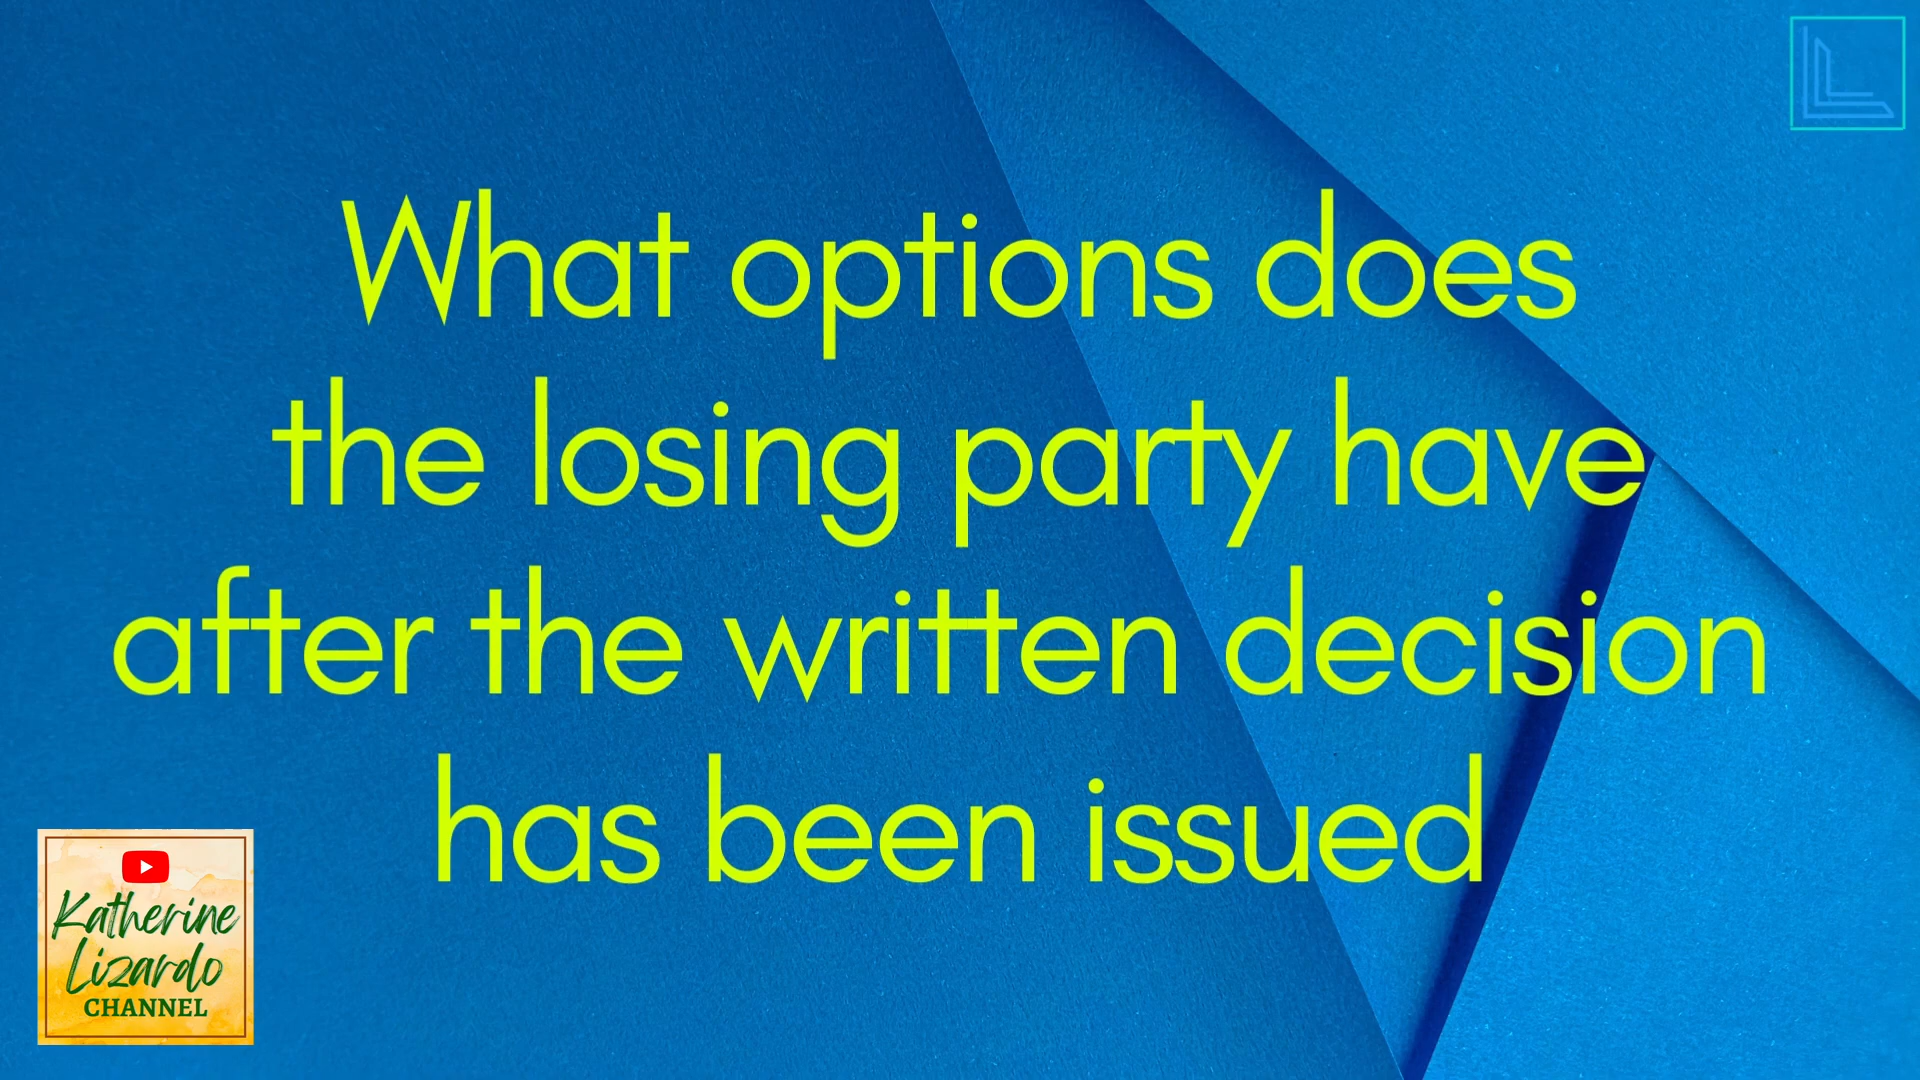 What options does
the losing party have
after the written decision
has been issued
Katherine
Lizardo
CHANNEL